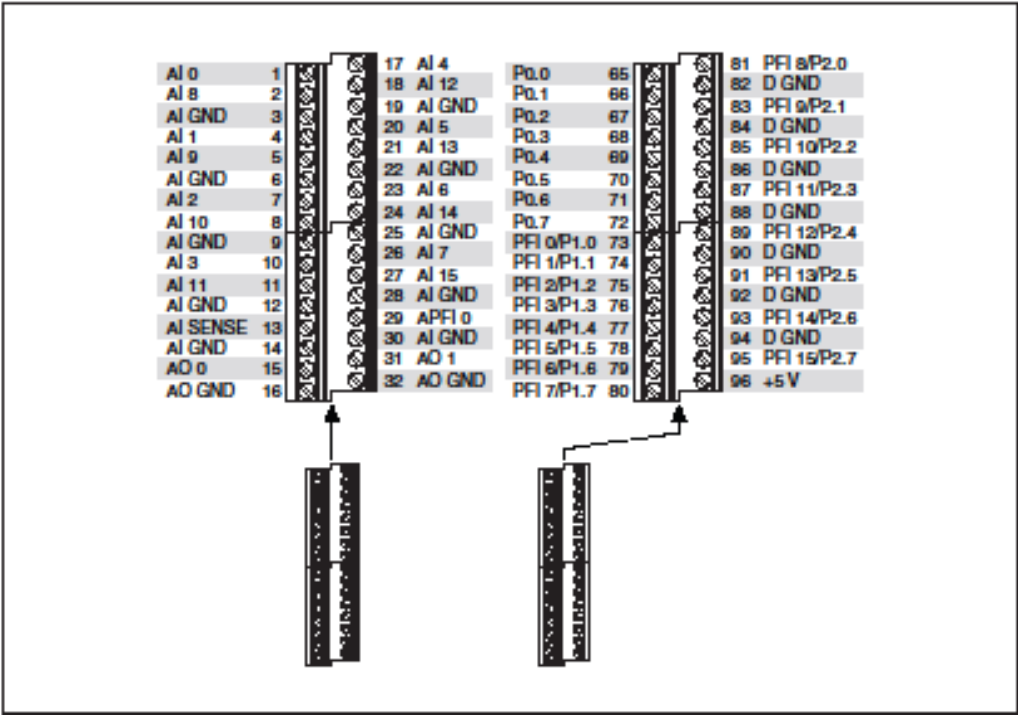 AI 0 1
AI 8 2
AI GND 3
AI 1 4
AI 9 5
AI GND 6
AI 2 7
AI 10 8
AI GND 9
AI 3 10
AI 11 11
AI GND 12
AI SENSE 13
AI GND 14
AO 0 15
AO GND 16
17 AI 4
18 AI 12
19 AI GND
20 AI 5
21 AI 13
22 AI GND
23 AI 6
24 AI 14
25 AI GND
26 AI 7
27 AI 15
28 AI GND
29 APFI 0
30 AI GND
31 AO 1
32 AO GND
P0.0 65
P0.1 66
P0.2 67
P0.3 68
P0.4 69
P0.5 70
P0.6 71
P0.7 72
PFI 0/P1.0 73
PFI 1/P1.1 74
PFI 2/P1.2 75
PFI 3/P1.3 76
PFI 4/P1.4 77
PFI 5/P1.5 78
PFI 6/P1.6 79
PFI 7/P1.7 80
81 PFI 8/P2.0
82 D GND
83 PFI 9/P2.1
84 D GND
85 PFI 10/P2.2
86 D GND
87 PFI 11/P2.3
88 D GND
89 PFI 12/P2.4
90 D GND
91 PFI 13/P2.5
92 D GND
93 PFI 14/P2.6
94 D GND
95 PFI 15/P2.7
96 +5 V